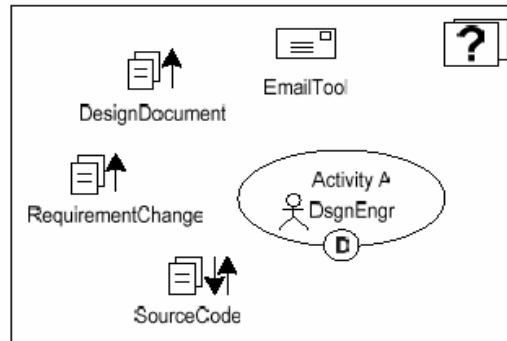 ?
EmailTool
DesignDocument
Activity A
RequirementChange
DsgnEngr
D
SourceCode